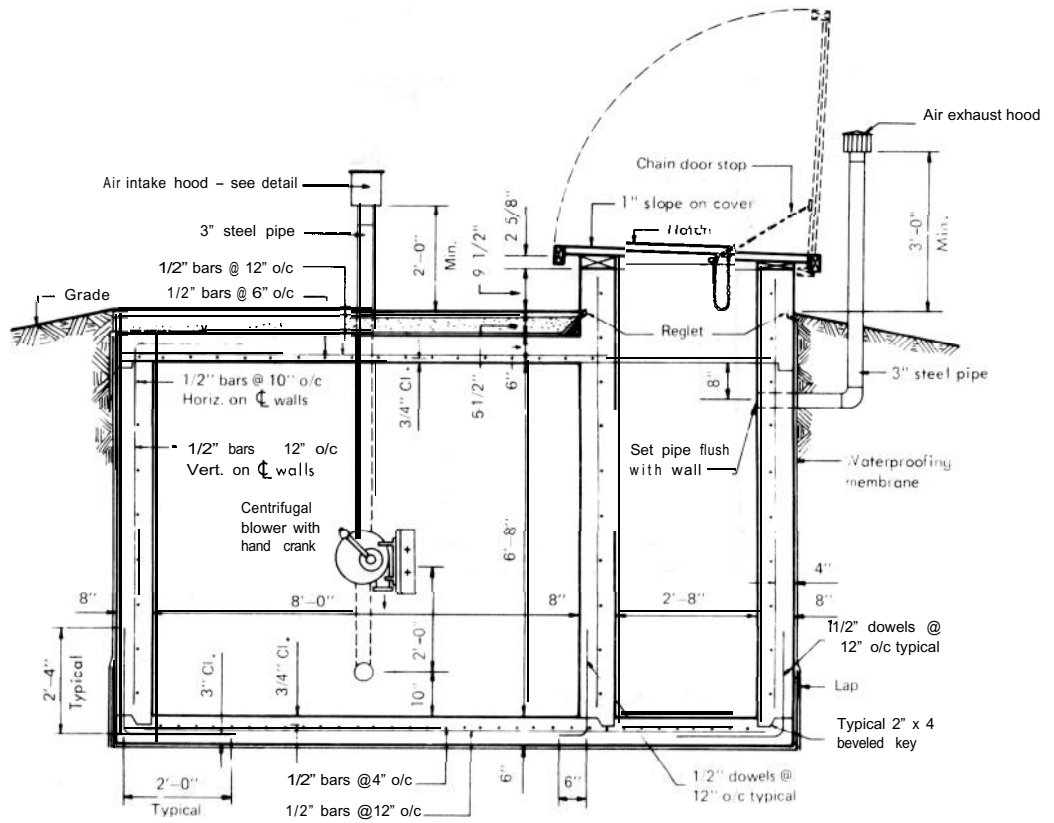 Air exhaust hood
Chain door stop
Air intake hood – see detail
1" slope on cover
2 5/8"
3'-0"
Min.
3" steel pipe
2'-0"
Min.
9 1/2"
1/2" bars @ 12" o/c
Grade
1/2" bars @ 6" o/c
Reglet
1/2" bars @ 10" o/c
Horiz. on ℄ walls
3/4" Cl.
5-1/2"
6"
8"
3" steel pipe
1/2" bars 12" o/c
Vert. on ℄ walls
Set pipe flush
with wall
Waterproofing
membrane
Centrifugal
blower with
hand crank
6'-8"
4"
8"
8'-0"
8"
2'-8"
8"
2'-4"
Typical
3" Cl.
3/4" Cl.
2'-0"
10"
11/2" dowels @
12" o/c typical
Lap
Typical 2" x 4
beveled key
2'-0"
Typical
1/2" bars @4" o/c
1/2" bars @12" o/c
6"
6"
1/2" dowels @
12" o/c typical